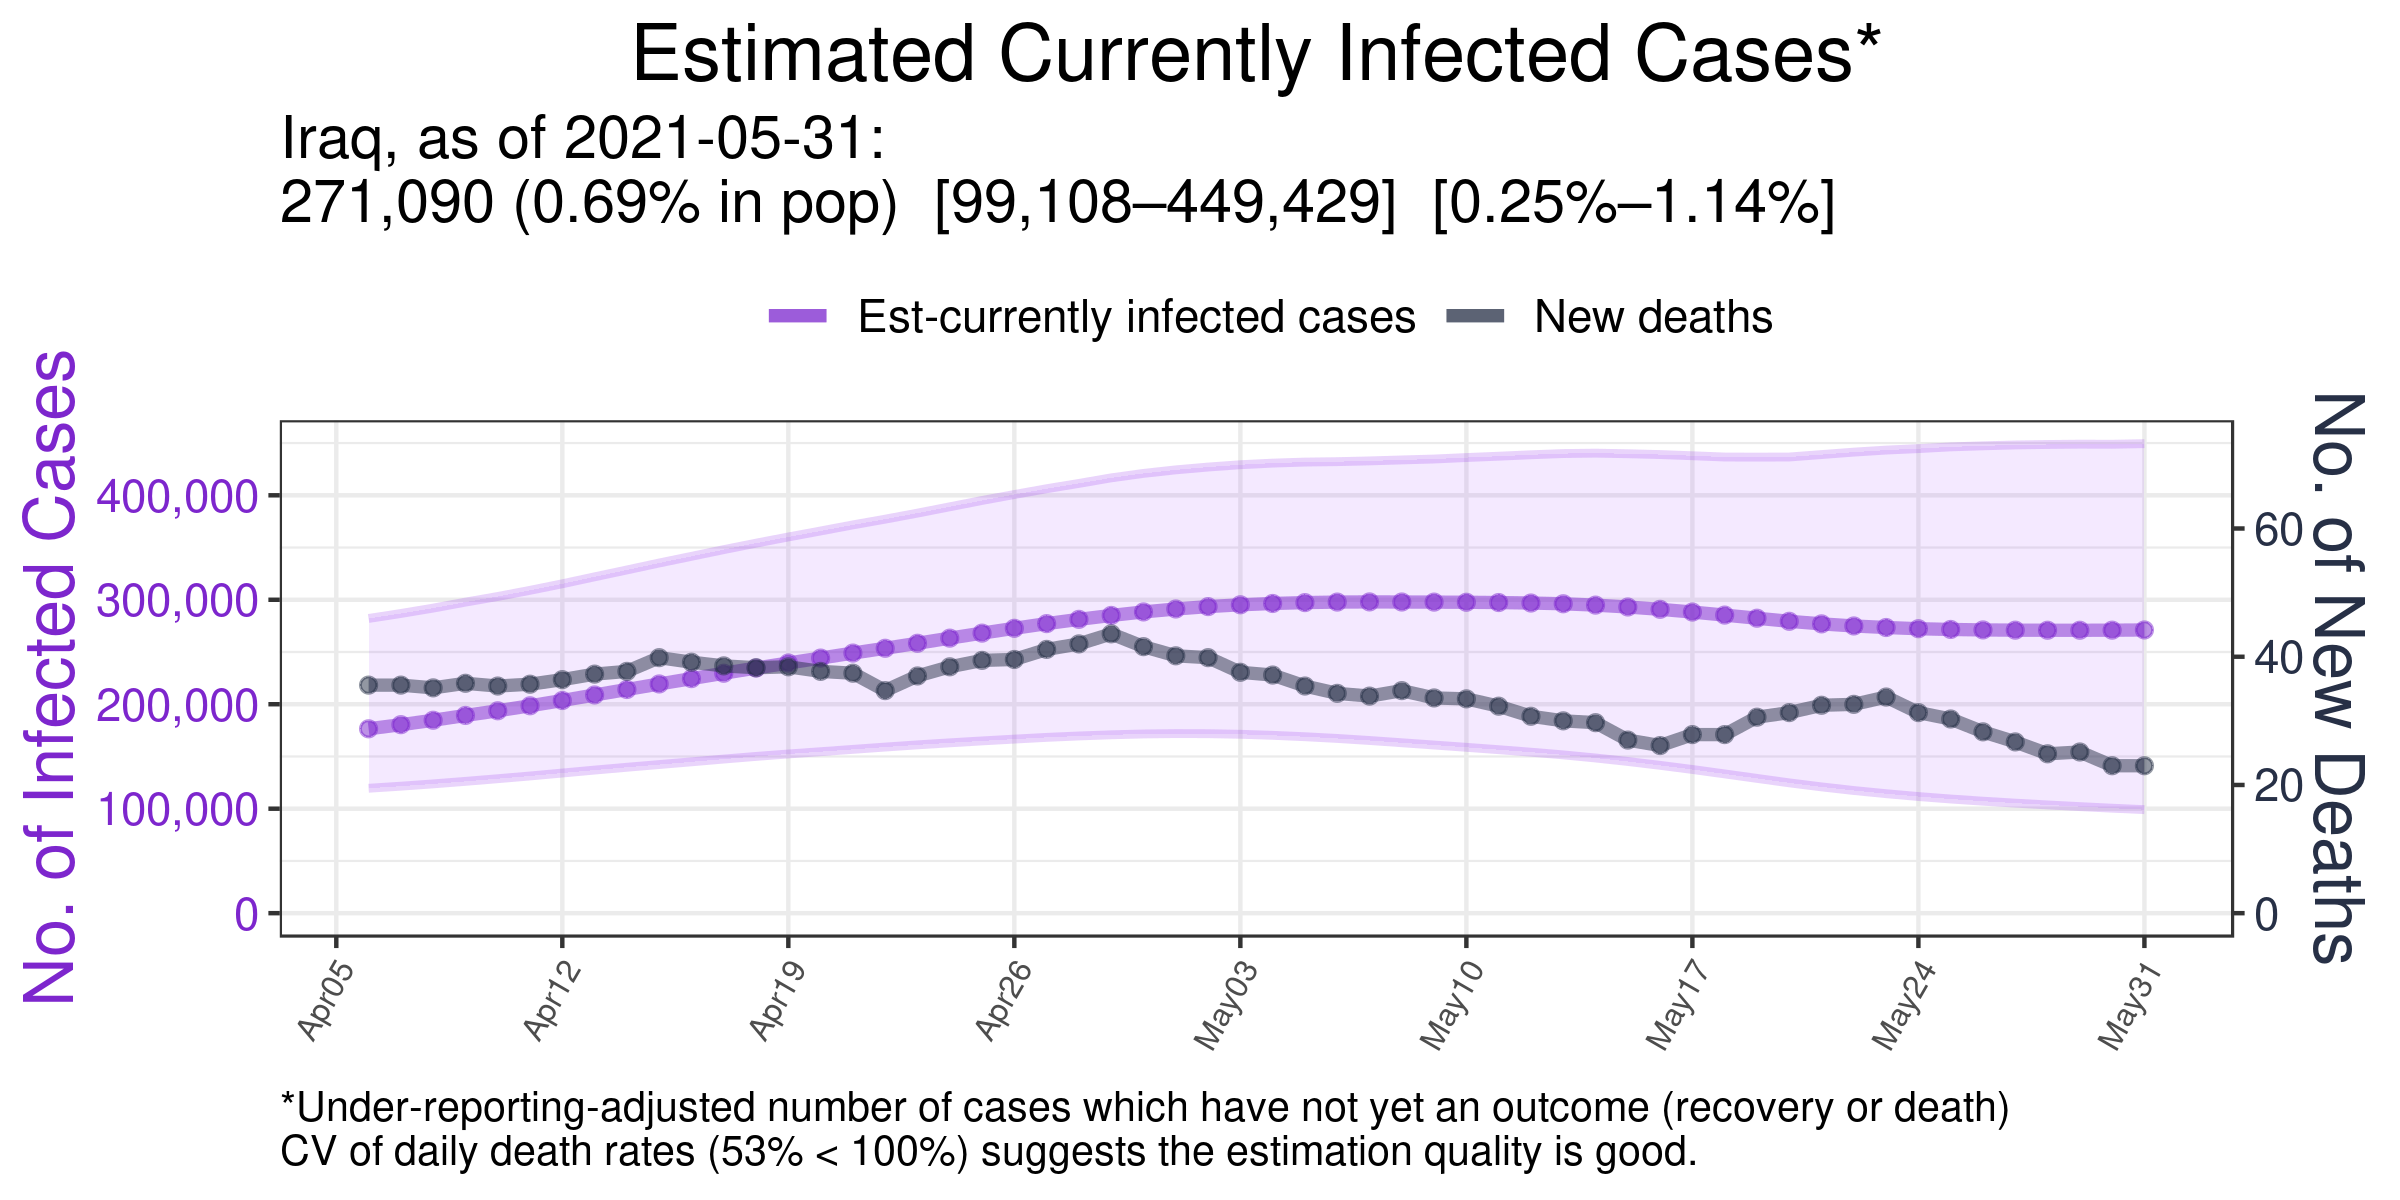 Estimated Currently Infected Cases*
Iraq, as of 2021-05-31:
271,090 (0.69% in pop)  [99,108–449,429]  [0.25%–1.14%]
Est-currently infected cases
New deaths
No. of Infected Cases
400,000
300,000
200,000
100,000
0
60
40
20
0
No. of New Deaths
Apr05
Apr12
Apr19
Apr26
May03
May10
May17
May24
May31
*Under-reporting-adjusted number of cases which have not yet an outcome (recovery or death)
CV of daily death rates (53% < 100%) suggests the estimation quality is good.